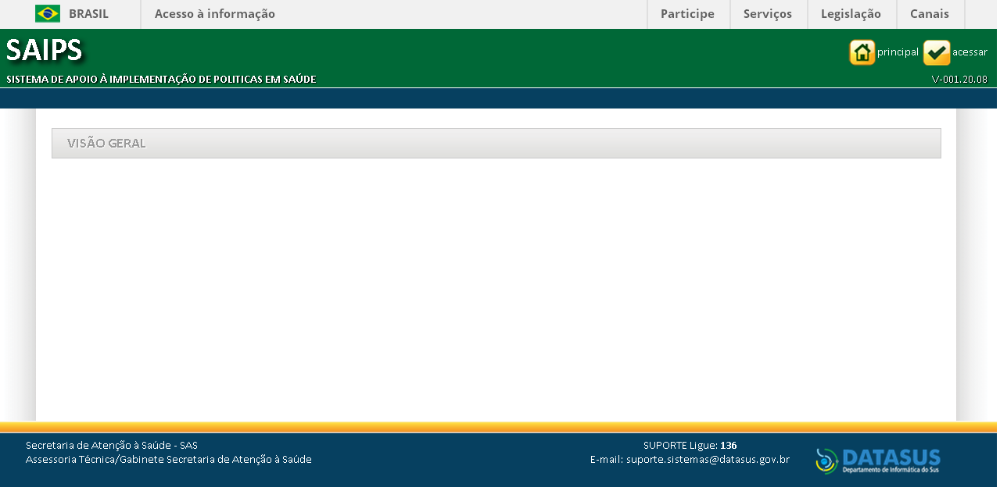 BRASIL Acesso à informação Participe Serviços Legislação Canais
SAIPS
principal acessar
SISTEMA DE APOIO À IMPLEMENTAÇÃO DE POLITICAS EM SAÚDE V-001.20.08
VISÃO GERAL
Secretaria de Atenção à Saúde - SAS
Assessoria Técnica/Gabinete Secretaria de Atenção à Saúde
SUPORTE Ligue: 136
E-mail: suporte.sistemas@datasus.gov.br
DATASUS
Departamento de Informática do Sus